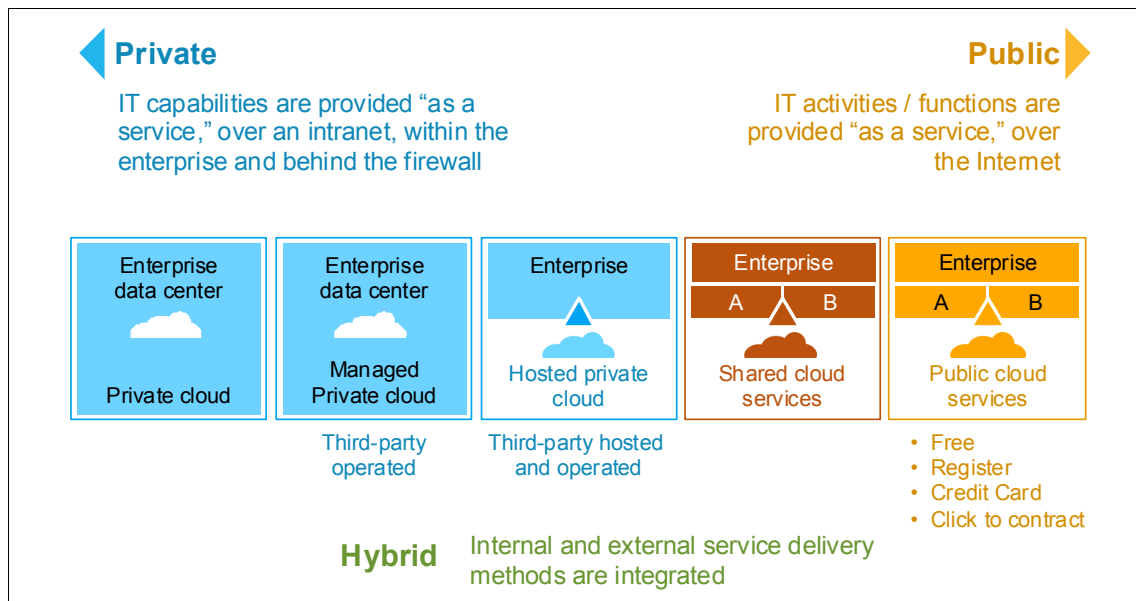 Private
IT capabilities are provided “as a
service,” over an intranet, within the
enterprise and behind the firewall
Public
IT activities / functions are
provided “as a service,” over
the Internet
Enterprise
data center
Private cloud
Enterprise
data center
Managed
Private cloud
Third-party
operated
Enterprise
Hosted private
cloud
Third-party hosted
and operated
Enterprise
A B
Shared cloud
services
Enterprise
A B
Public cloud
services
• Free
• Register
• Credit Card
• Click to contract
Hybrid
Internal and external service delivery
methods are integrated